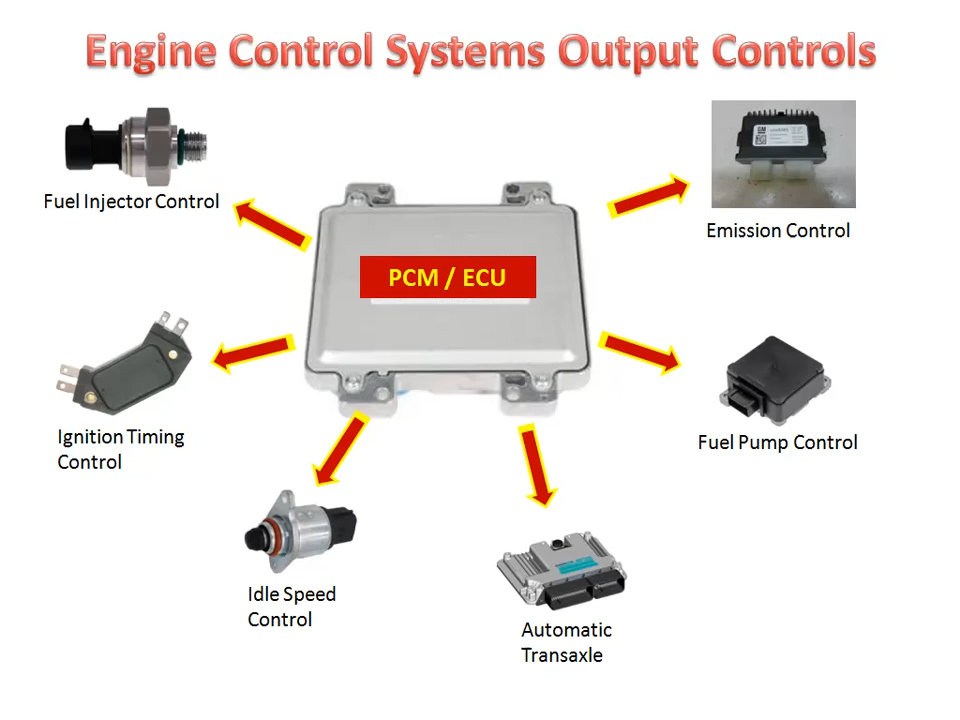 Engine Control Systems Output Controls
Fuel Injector Control
GM
Emission Control
PCM / ECU
Ignition Timing
Control
Fuel Pump Control
Idle Speed
Control
Automatic
Transaxle